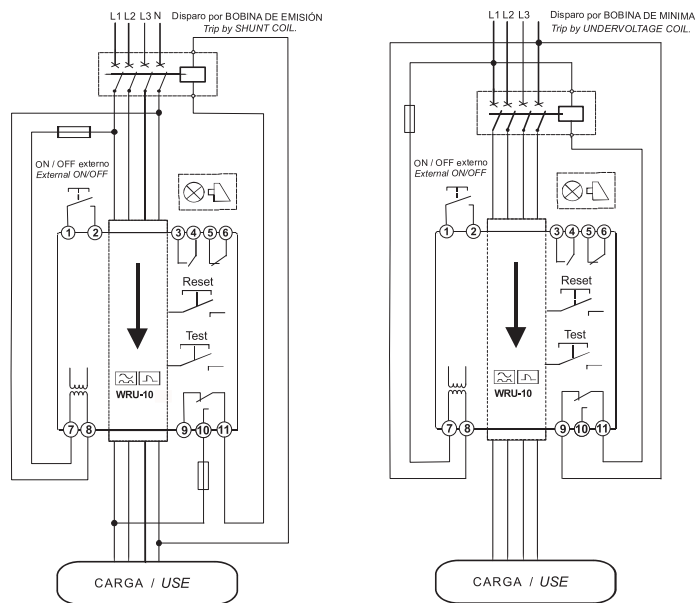 L1 L2 L3 N
Disparo por BOBINA DE EMISIÓN
Trip by SHUNT COIL.
ON / OFF externo
External ON/OFF
1 2 3 4 5 6
Reset
Test
WRU-10
7 8 9 10 11
CARGA / USE
L1 L2 L3
Disparo por BOBINA DE MINIMA
Trip by UNDERVOLTAGE COIL.
ON / OFF externo
External ON/OFF
1 2 3 4 5 6
Reset
Test
WRU-10
7 8 9 10 11
CARGA / USE